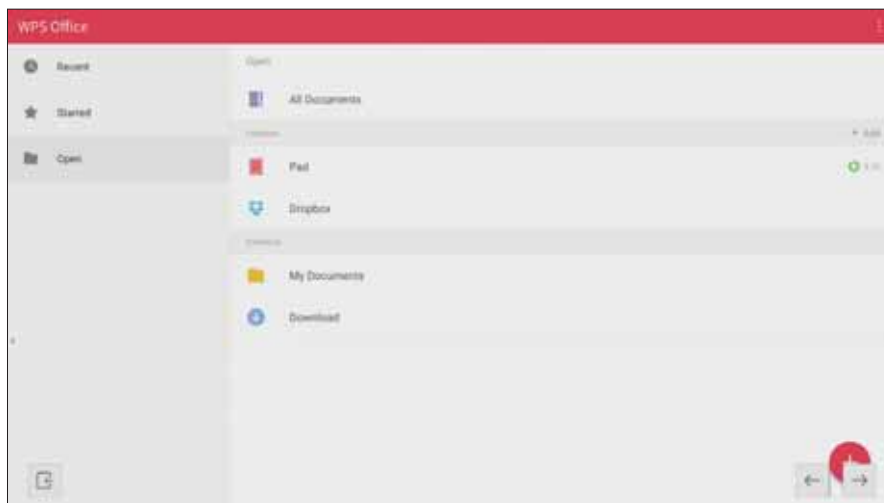 WPS Office
Recent
Starred
Open
Open
All Documents
Pad
Dropbox
My Documents
Download